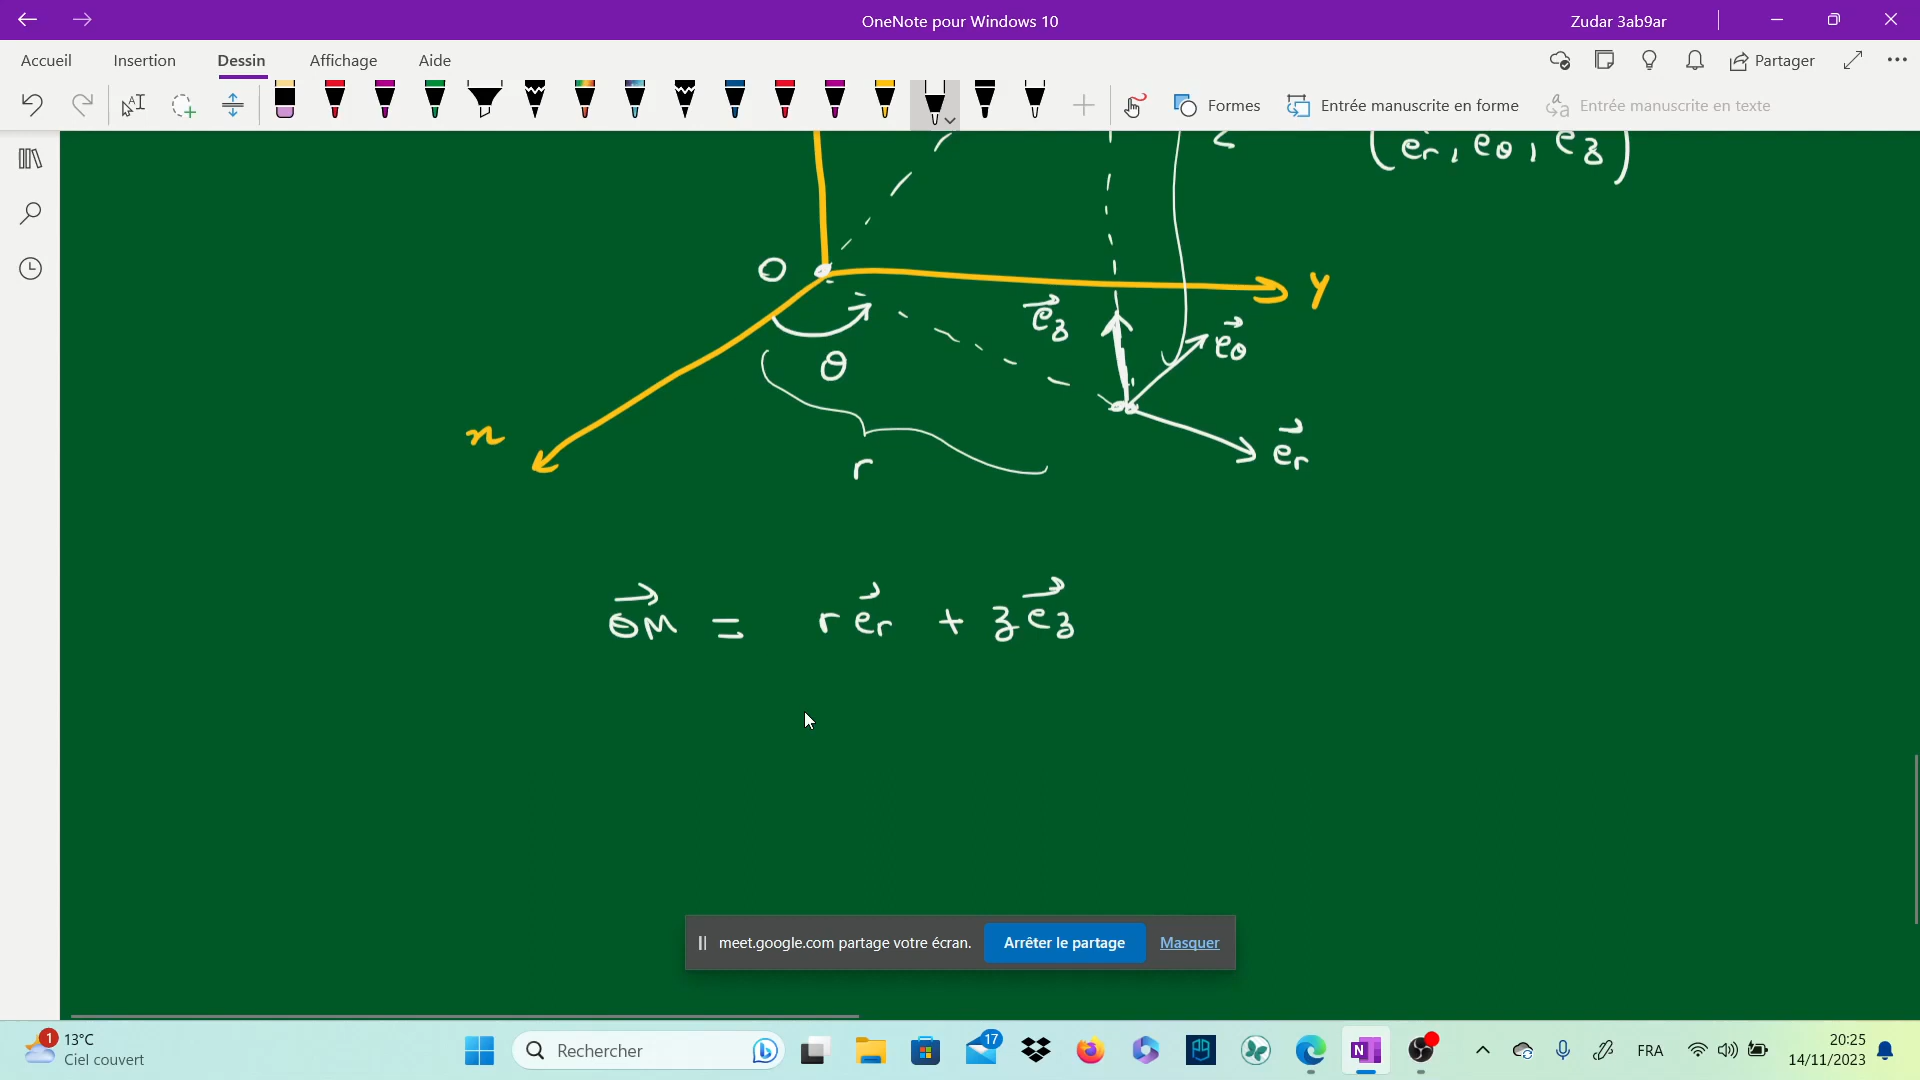 OneNote pour Windows 10
Zudar 3ab9ar
Accueil
Insertion
Dessin
Affichage
Aide
Partager
Formes
Entrée manuscrite en forme
Entrée manuscrite en texte
(er, eθ, ez)
O
y
ez
eθ
θ
x
er
r
OM = r er + z ez
meet.google.com partage votre écran.
Arrêter le partage
Masquer
1
13°C
Ciel couvert
Rechercher
17
FRA
20:25
14/11/2023